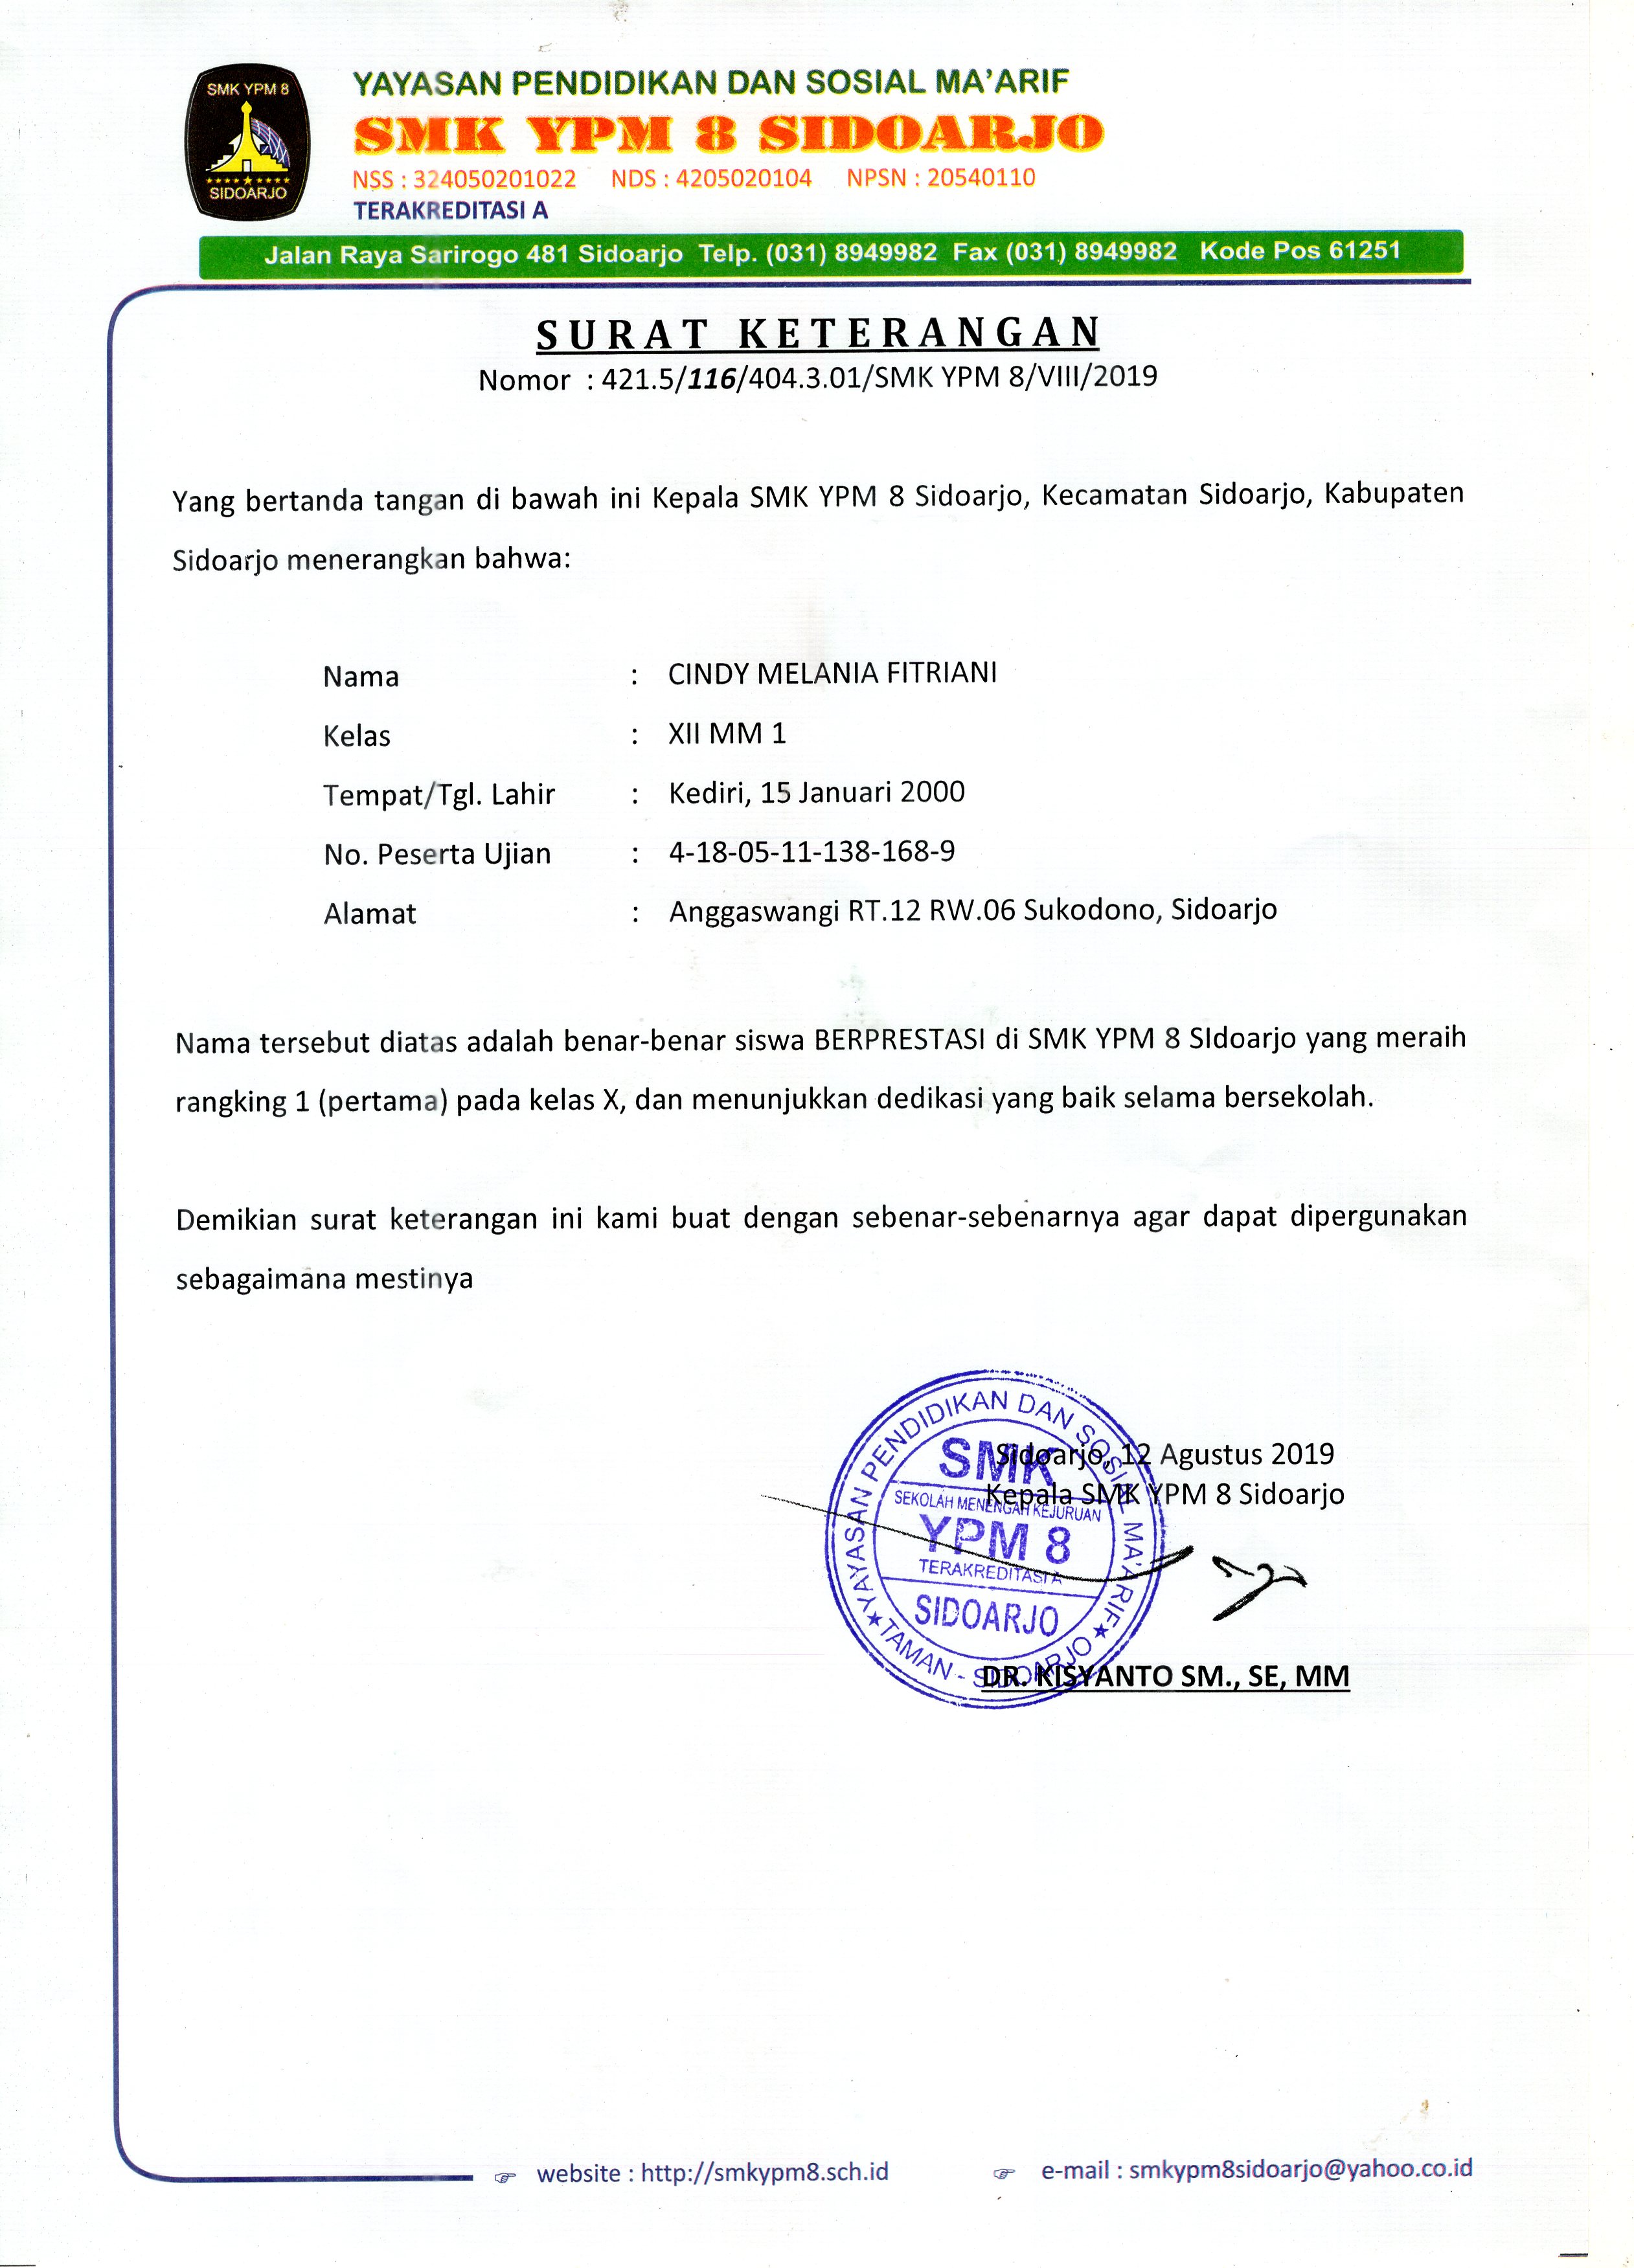 SMK YPM 8
SIDOARJO
YAYASAN PENDIDIKAN DAN SOSIAL MA'ARIF
SMK YPM 8 SIDOARJO
NSS : 324050201022 NDS : 4205020104 NPSN : 20540110
TERAKREDITASI A
Jalan Raya Sarirogo 481 Sidoarjo Telp. (031) 8949982 Fax (031) 8949982 Kode Pos 61251
SURAT KETERANGAN
Nomor : 421.5/116/404.3.01/SMK YPM 8/VIII/2019
Yang bertanda tangan di bawah ini Kepala SMK YPM 8 Sidoarjo, Kecamatan Sidoarjo, Kabupaten
Sidoarjo menerangkan bahwa:
Nama : CINDY MELANIA FITRIANI
Kelas : XII MM 1
Tempat/Tgl. Lahir : Kediri, 15 Januari 2000
No. Peserta Ujian : 4-18-05-11-138-168-9
Alamat : Anggaswangi RT.12 RW.06 Sukodono, Sidoarjo
Nama tersebut diatas adalah benar-benar siswa BERPRESTASI di SMK YPM 8 SIdoarjo yang meraih
rangking 1 (pertama) pada kelas X, dan menunjukkan dedikasi yang baik selama bersekolah.
Demikian surat keterangan ini kami buat dengan sebenar-sebenarnya agar dapat dipergunakan
sebagaimana mestinya
Sidoarjo, 12 Agustus 2019
Kepala SMK YPM 8 Sidoarjo
YAYASAN PENDIDIKAN DAN SOSIAL MA'ARIF
SMK
SEKOLAH MENENGAH KEJURUAN
YPM 8
TERAKREDITASI A
SIDOARJO
TAMAN - SIDOARJO
DR. RISYANTO SM., SE, MM
website : http://smkypm8.sch.id e-mail : smkypm8sidoarjo@yahoo.co.id